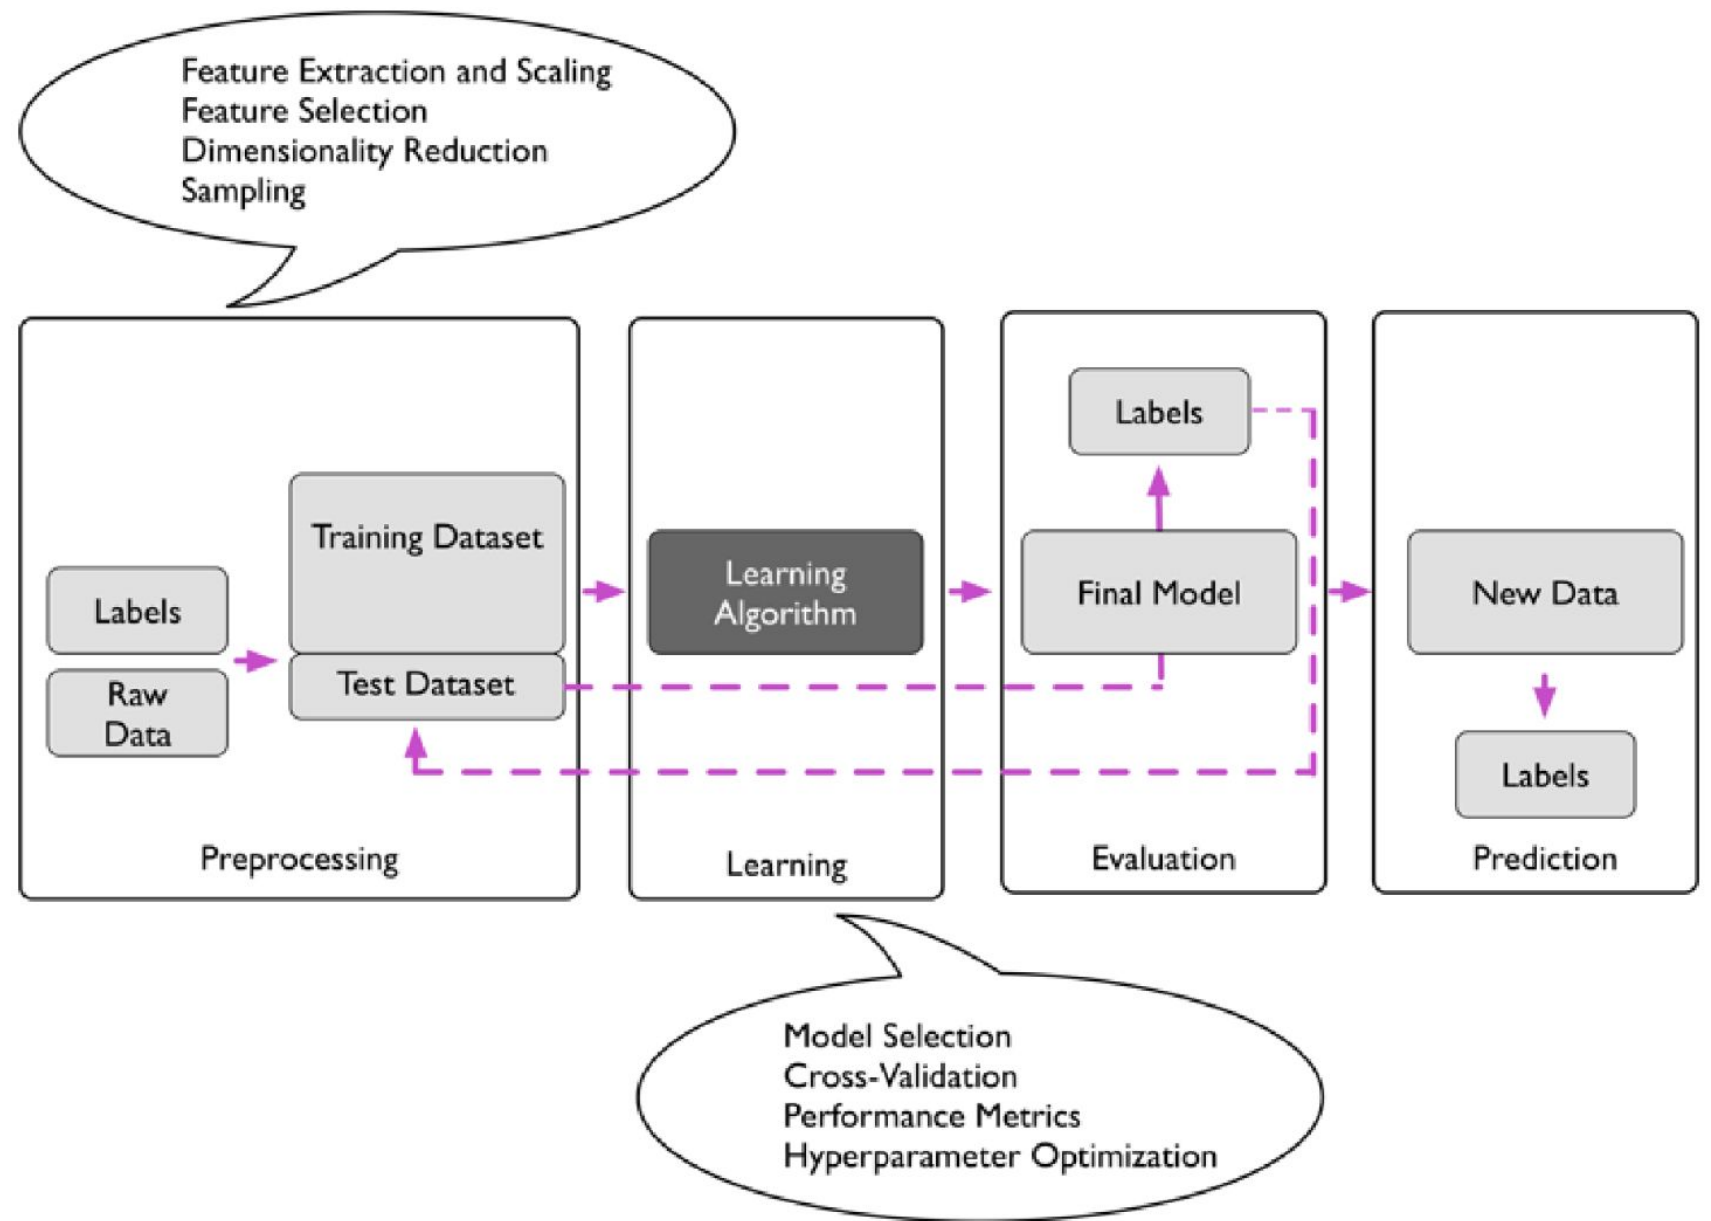 Feature Extraction and Scaling
Feature Selection
Dimensionality Reduction
Sampling
Labels
Raw
Data
Training Dataset
Test Dataset
Preprocessing
Learning
Algorithm
Learning
Labels
Final Model
Evaluation
New Data
Labels
Prediction
Model Selection
Cross-Validation
Performance Metrics
Hyperparameter Optimization